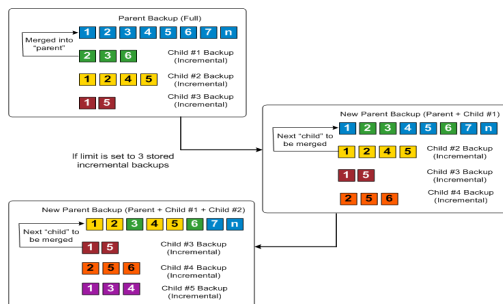 Parent Backup (Full)
Merged into
"parent"
1 2 3 4 5 6 7 n
2 3 6
Child #1 Backup
(Incremental)
1 2 4 5
Child #2 Backup
(Incremental)
1 5
Child #3 Backup
(Incremental)
If limit is set to 3 stored
incremental backups
New Parent Backup (Parent + Child #1)
Next "child" to
be merged
1 2 3 4 5 6 7 n
1 2 4 5
Child #2 Backup
(Incremental)
1 5
Child #3 Backup
(Incremental)
2 5 6
Child #4 Backup
(Incremental)
New Parent Backup (Parent + Child #1 + Child #2)
Next "child" to
be merged
1 2 3 4 5 6 7 n
1 5
Child #3 Backup
(Incremental)
2 5 6
Child #4 Backup
(Incremental)
1 3 4
Child #5 Backup
(Incremental)